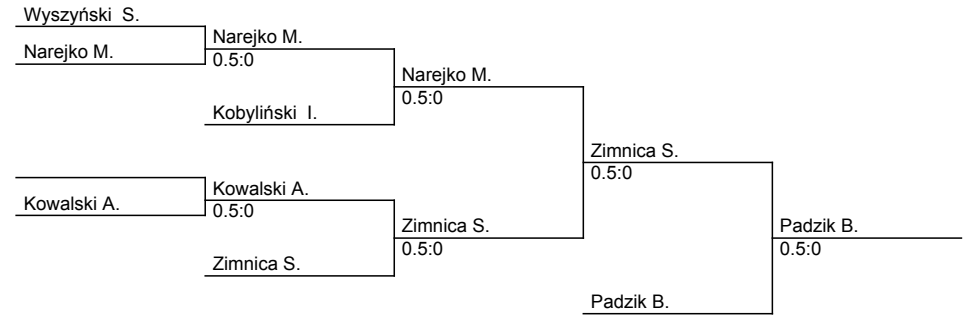 Wyszyński S.
Narejko M.
Narejko M.
0.5:0
Kobyliński I.
Narejko M.
0.5:0
Kowalski A.
Kowalski A.
0.5:0
Zimnica S.
Zimnica S.
0.5:0
Zimnica S.
0.5:0
Padzik B.
Padzik B.
0.5:0